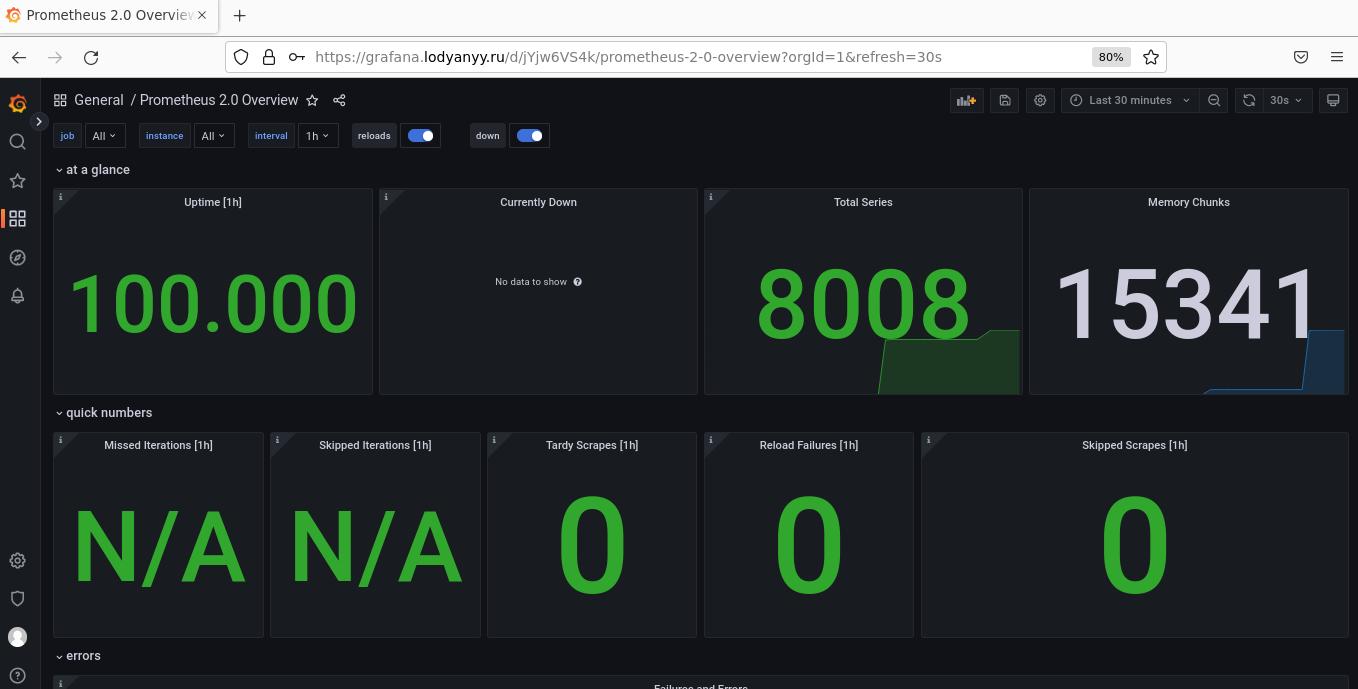 Prometheus 2.0 Overview
https://grafana.lodyanyy.ru/d/jYjw6VS4k/prometheus-2-0-overview?orgId=1&refresh=30s
80%
General / Prometheus 2.0 Overview
Last 30 minutes
30s
job All instance All interval 1h reloads down
at a glance
Uptime [1h]
Currently Down
Total Series
Memory Chunks
100.000
No data to show
8008
15341
quick numbers
Missed Iterations [1h]
Skipped Iterations [1h]
Tardy Scrapes [1h]
Reload Failures [1h]
Skipped Scrapes [1h]
N/A
N/A
0
0
0
errors
Failures and Errors